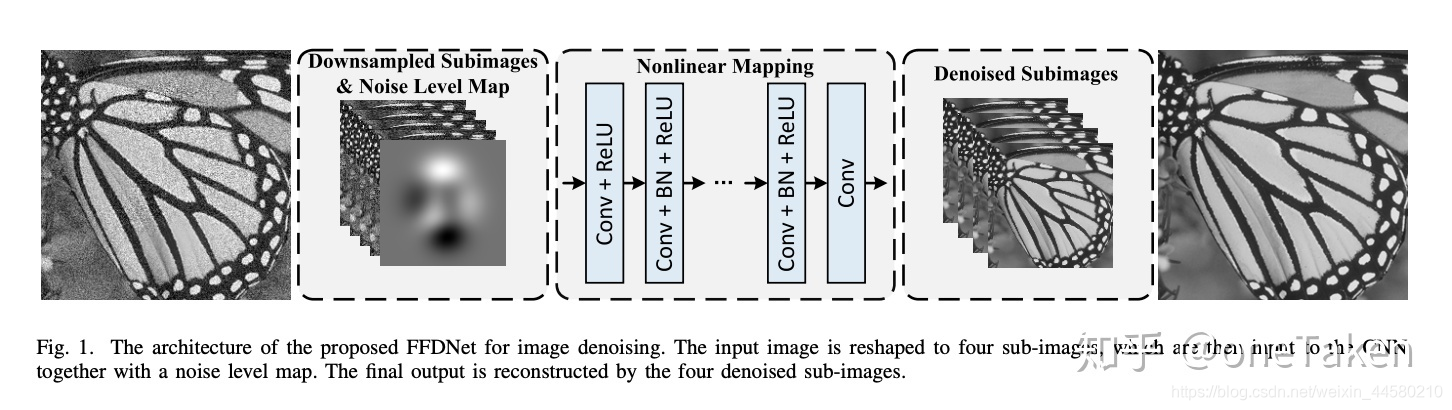 Downsampled Subimages
& Noise Level Map
Nonlinear Mapping
Denoised Subimages
Conv + ReLU
Conv + BN + ReLU
...
Conv + BN + ReLU
Conv
Fig. 1. The architecture of the proposed FFDNet for image denoising. The input image is reshaped to four sub-images, which are then input to the CNN
together with a noise level map. The final output is reconstructed by the four denoised sub-images.
知乎 @oneTaken
https://blog.csdn.net/weixin_44580210